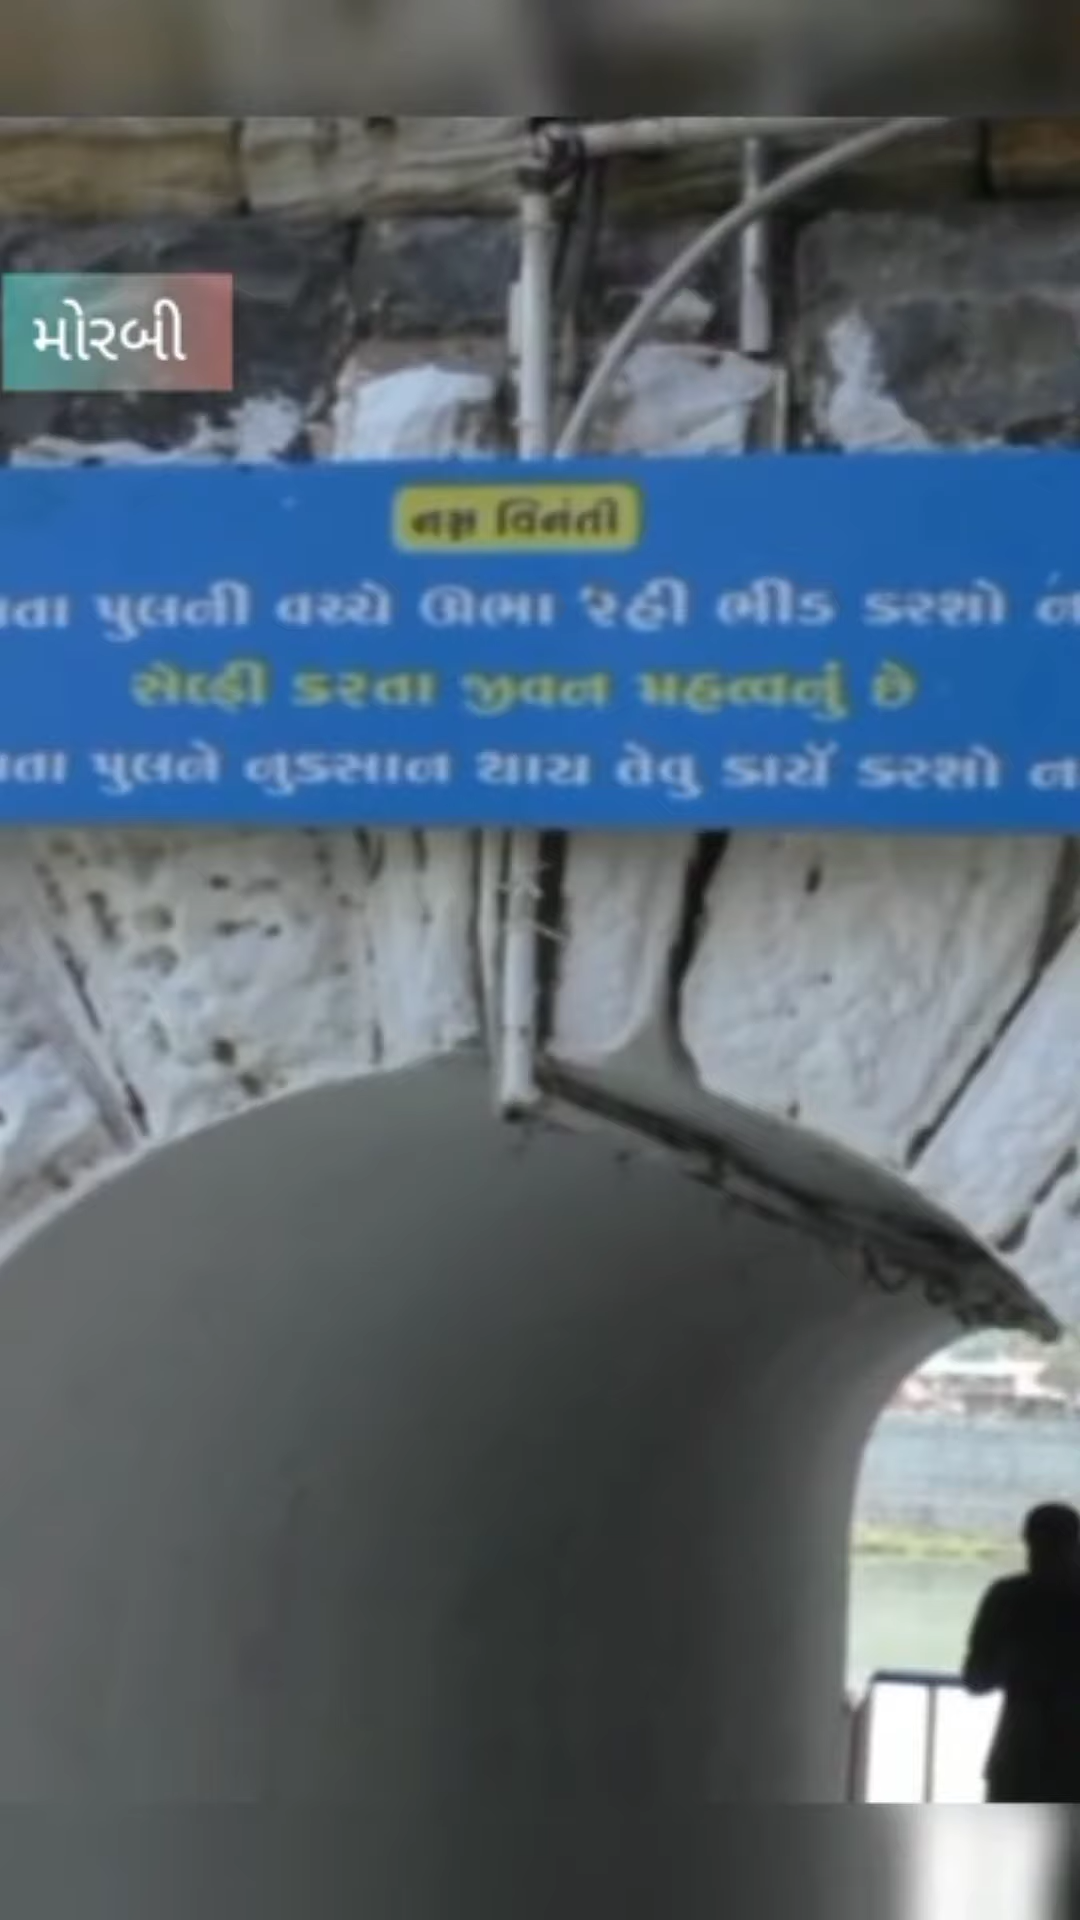 મોરબી
નમ્ર વિનંતી
પુલની વચ્ચે ઊભા રહી ભીડ કરશો
સેલ્ફી કરતા જીવન મહત્વનું છે
પુલને નુકસાન થાય તેવુ કાર્ય કરશો